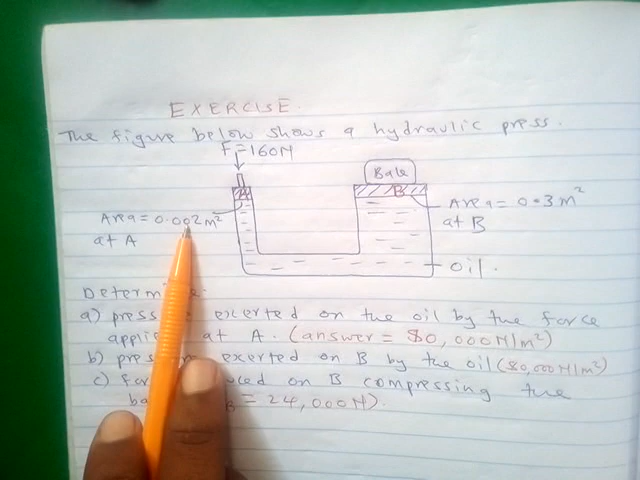 EXERCISE.
The figure below shows a hydraulic press.
F=160N
Bale
A
B
Area = 0.002m²
at A
Area = 0.3m²
at B
Oil.
Determine.
a) exerted on the oil by the force
at A. (answer = 80,000N/m²)
b) exerted on B by the oil (80,000N/m²)
c) on B compressing the
= 24,000N).